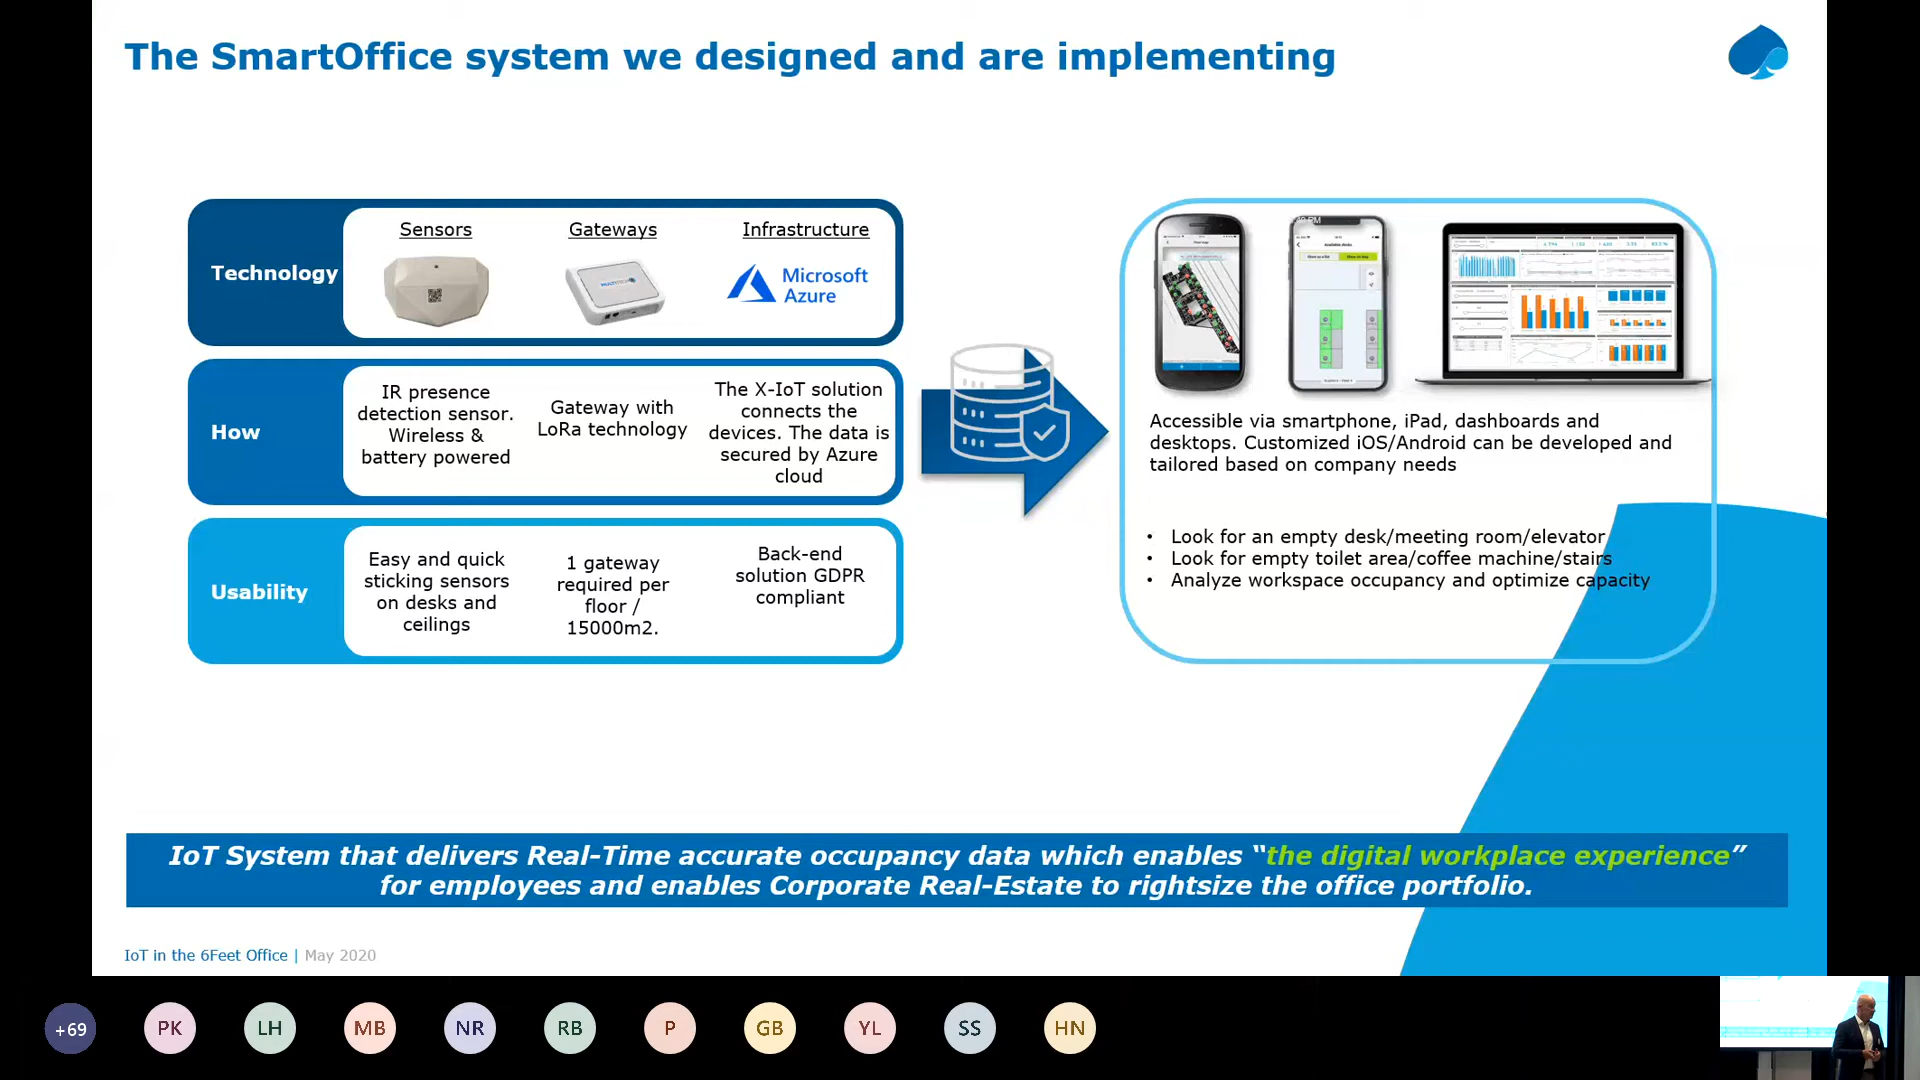 The SmartOffice system we designed and are implementing
Technology
Sensors
Gateways
Infrastructure
Microsoft
Azure
How
IR presence
detection sensor.
Wireless &
battery powered
Gateway with
LoRa technology
The X-IoT solution
connects the
devices. The data is
secured by Azure
cloud
Usability
Easy and quick
sticking sensors
on desks and
ceilings
1 gateway
required per
floor /
15000m2.
Back-end
solution GDPR
compliant
Accessible via smartphone, iPad, dashboards and
desktops. Customized iOS/Android can be developed and
tailored based on company needs
• Look for an empty desk/meeting room/elevator
• Look for empty toilet area/coffee machine/stairs
• Analyze workspace occupancy and optimize capacity
IoT System that delivers Real-Time accurate occupancy data which enables “the digital workplace experience”
for employees and enables Corporate Real-Estate to rightsize the office portfolio.
IoT in the 6Feet Office | May 2020
+69
PK
LH
MB
NR
RB
P
GB
YL
SS
HN